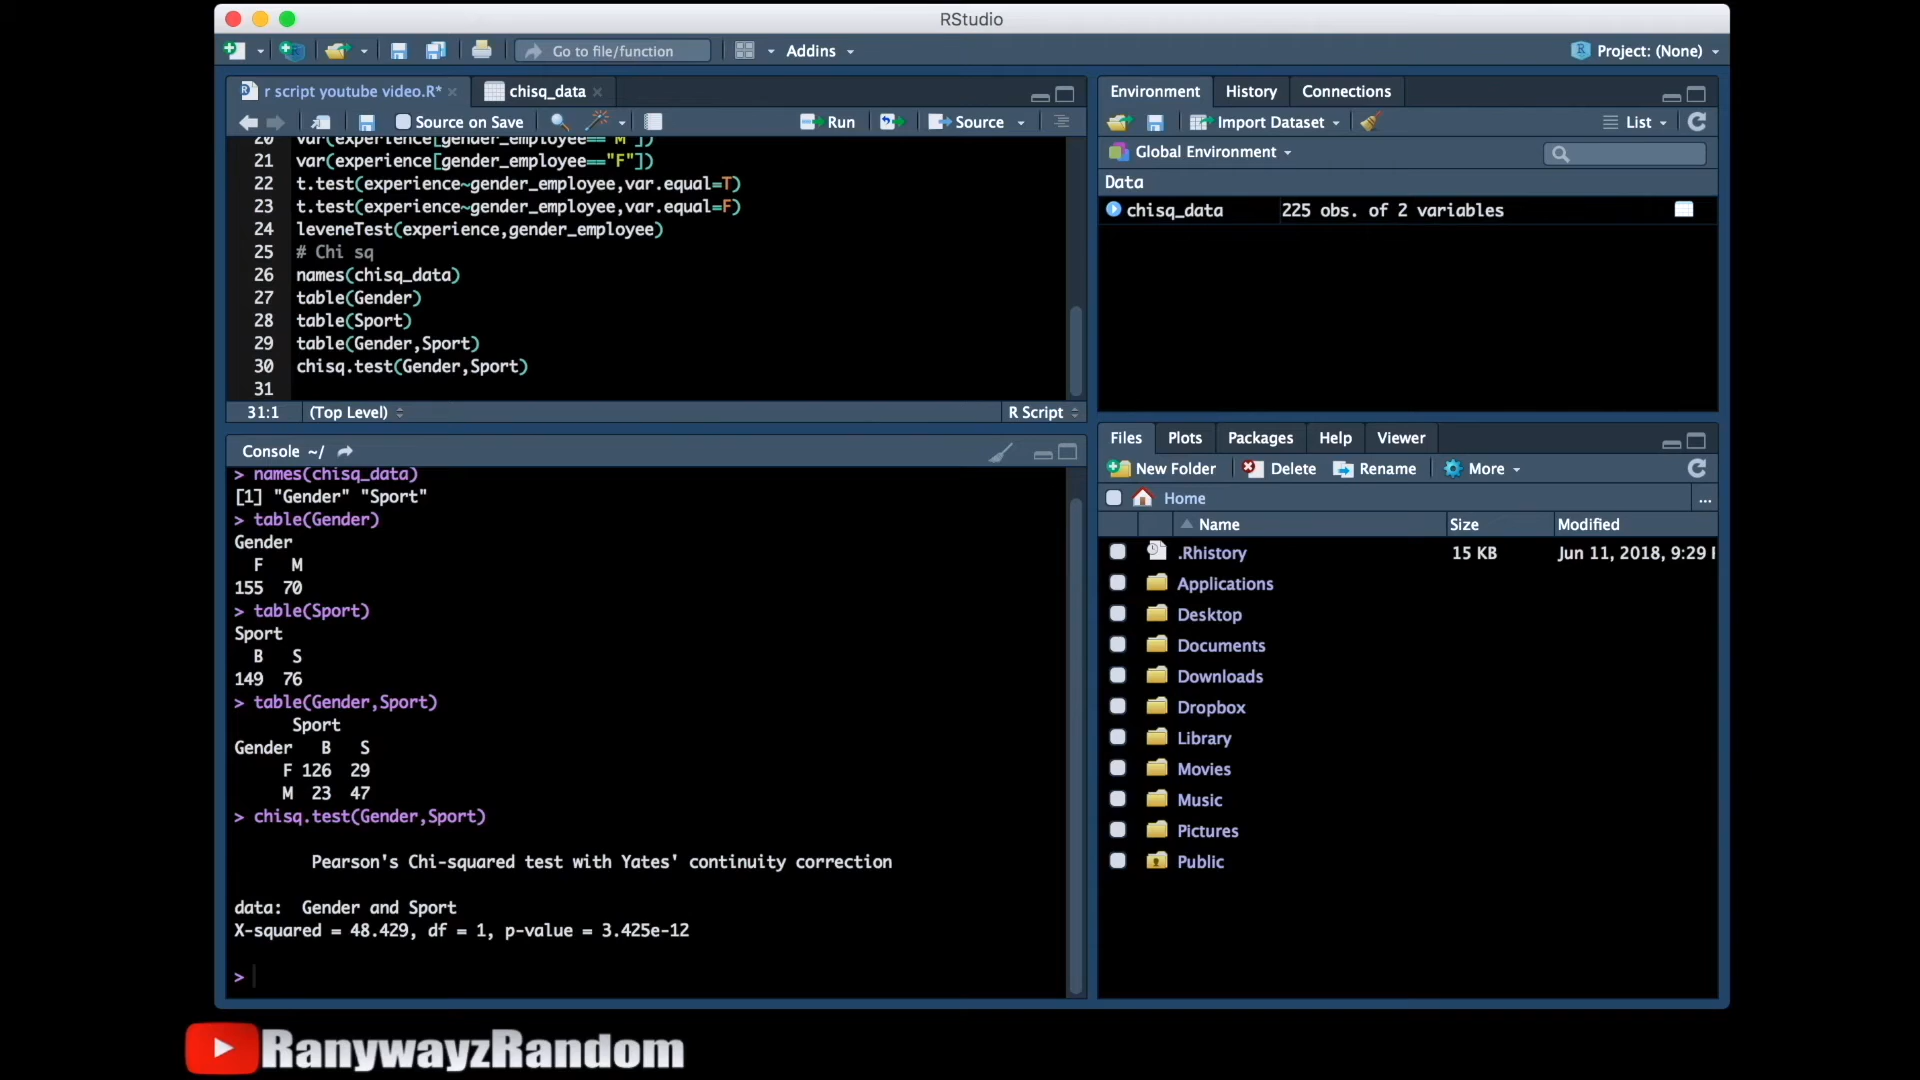 RStudio
Go to file/function
Addins
Project: (None)
r script youtube video.R*
chisq_data
Source on Save
Run
Source
20 var(experience[gender_employee=="M"])
21 var(experience[gender_employee=="F"])
22 t.test(experience~gender_employee,var.equal=T)
23 t.test(experience~gender_employee,var.equal=F)
24 leveneTest(experience,gender_employee)
25 # Chi sq
26 names(chisq_data)
27 table(Gender)
28 table(Sport)
29 table(Gender,Sport)
30 chisq.test(Gender,Sport)
31
31:1 (Top Level) R Script
Console ~/
> names(chisq_data)
[1] "Gender" "Sport"
> table(Gender)
Gender
F M
155 70
> table(Sport)
Sport
B S
149 76
> table(Gender,Sport)
Sport
Gender B S
F 126 29
M 23 47
> chisq.test(Gender,Sport)
Pearson's Chi-squared test with Yates' continuity correction
data: Gender and Sport
X-squared = 48.429, df = 1, p-value = 3.425e-12
>
Environment History Connections
Import Dataset List
Global Environment
Data
chisq_data 225 obs. of 2 variables
Files Plots Packages Help Viewer
New Folder Delete Rename More
Home ...
Name Size Modified
.Rhistory 15 KB Jun 11, 2018, 9:29
Applications
Desktop
Documents
Downloads
Dropbox
Library
Movies
Music
Pictures
Public
RanywayzRandom